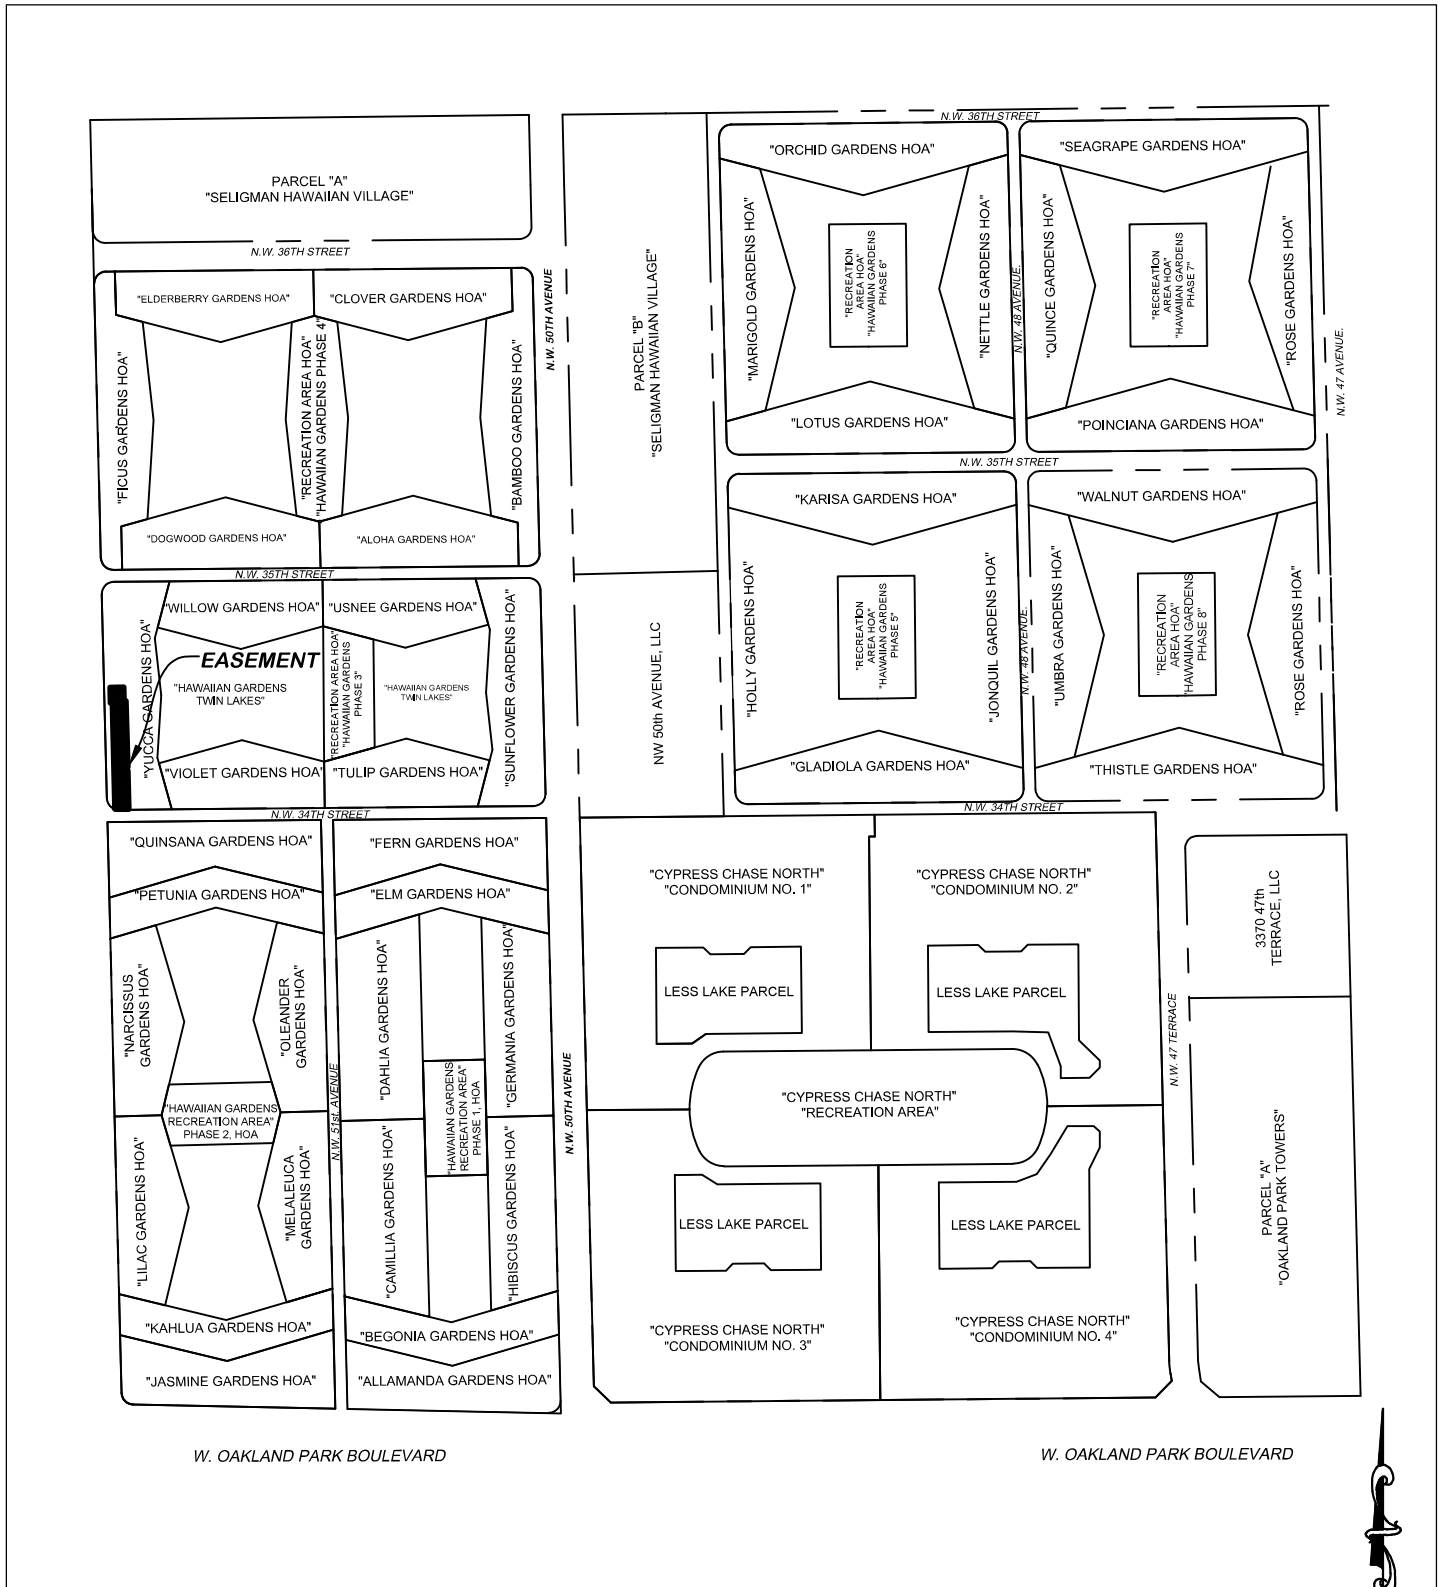 N.W. 36TH STREET
PARCEL "A"
"SELIGMAN HAWAIIAN VILLAGE"
N.W. 36TH STREET
"ELDERBERRY GARDENS HOA"
"CLOVER GARDENS HOA"
"FICUS GARDENS HOA"
"RECREATION AREA HOA"
"HAWAIIAN GARDENS PHASE 4"
"BAMBOO GARDENS HOA"
"DOGWOOD GARDENS HOA"
"ALOHA GARDENS HOA"
N.W. 50TH AVENUE
PARCEL "B"
"SELIGMAN HAWAIIAN VILLAGE"
"ORCHID GARDENS HOA"
"MARIGOLD GARDENS HOA"
"RECREATION
AREA HOA"
"HAWAIIAN GARDENS
PHASE 6"
"NETTLE GARDENS HOA"
"LOTUS GARDENS HOA"
N.W. 48 AVENUE.
"SEAGRAPE GARDENS HOA"
"QUINCE GARDENS HOA"
"RECREATION
AREA HOA"
"HAWAIIAN GARDENS
PHASE 7"
"ROSE GARDENS HOA"
"POINCIANA GARDENS HOA"
N.W. 47 AVENUE.
N.W. 35TH STREET
N.W. 35TH STREET
"WILLOW GARDENS HOA"
"USNEE GARDENS HOA"
"YUCCA GARDENS HOA"
EASEMENT
"HAWAIIAN GARDENS
TWIN LAKES"
"RECREATION AREA HOA"
"HAWAIIAN GARDENS
PHASE 3"
"HAWAIIAN GARDENS
TWIN LAKES"
"SUNFLOWER GARDENS HOA"
"VIOLET GARDENS HOA"
"TULIP GARDENS HOA"
NW 50th AVENUE, LLC
"KARISA GARDENS HOA"
"HOLLY GARDENS HOA"
"RECREATION
AREA HOA"
"HAWAIIAN GARDENS
PHASE 5"
"JONQUIL GARDENS HOA"
"GLADIOLA GARDENS HOA"
N.W. 48 AVENUE.
"WALNUT GARDENS HOA"
"UMBRA GARDENS HOA"
"RECREATION
AREA HOA"
"HAWAIIAN GARDENS
PHASE 8"
"ROSE GARDENS HOA"
"THISTLE GARDENS HOA"
N.W. 34TH STREET
N.W. 34TH STREET
"QUINSANA GARDENS HOA"
"PETUNIA GARDENS HOA"
"NARCISSUS
GARDENS HOA"
"OLEANDER
GARDENS HOA"
"HAWAIIAN GARDENS
RECREATION AREA"
PHASE 2, HOA
"LILAC GARDENS HOA"
"MELALEUCA
GARDENS HOA"
"KAHLUA GARDENS HOA"
"JASMINE GARDENS HOA"
N.W. 51st. AVENUE
"FERN GARDENS HOA"
"ELM GARDENS HOA"
"DAHLIA GARDENS HOA"
"GERMANIA GARDENS HOA"
"HAWAIIAN GARDENS
RECREATION AREA"
PHASE 1, HOA
"CAMILLIA GARDENS HOA"
"HIBISCUS GARDENS HOA"
"BEGONIA GARDENS HOA"
"ALLAMANDA GARDENS HOA"
N.W. 50TH AVENUE
"CYPRESS CHASE NORTH"
"CONDOMINIUM NO. 1"
"CYPRESS CHASE NORTH"
"CONDOMINIUM NO. 2"
LESS LAKE PARCEL
LESS LAKE PARCEL
"CYPRESS CHASE NORTH"
"RECREATION AREA"
LESS LAKE PARCEL
LESS LAKE PARCEL
"CYPRESS CHASE NORTH"
"CONDOMINIUM NO. 3"
"CYPRESS CHASE NORTH"
"CONDOMINIUM NO. 4"
N.W. 47 TERRACE
3370 47th
TERRACE, LLC
PARCEL "A"
"OAKLAND PARK TOWERS"
W. OAKLAND PARK BOULEVARD
W. OAKLAND PARK BOULEVARD